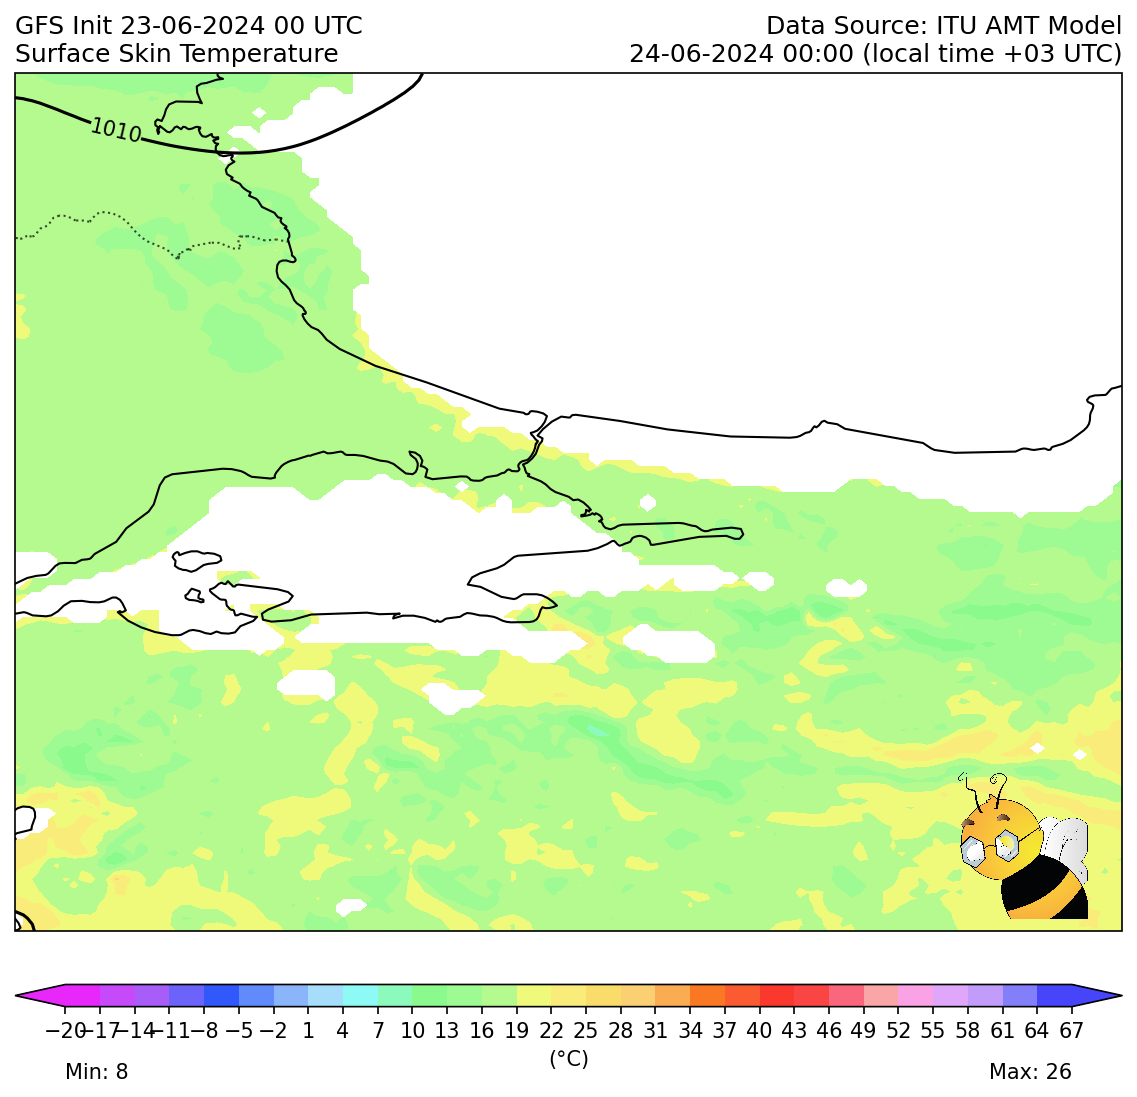 GFS Init 23-06-2024 00 UTC
Data Source: ITU AMT Model
Surface Skin Temperature
24-06-2024 00:00 (local time +03 UTC)
1010
−20 −17 −14 −11 −8 −5 −2 1 4 7 10 13 16 19 22 25 28 31 34 37 40 43 46 49 52 55 58 61 64 67
(°C)
Min: 8
Max: 26